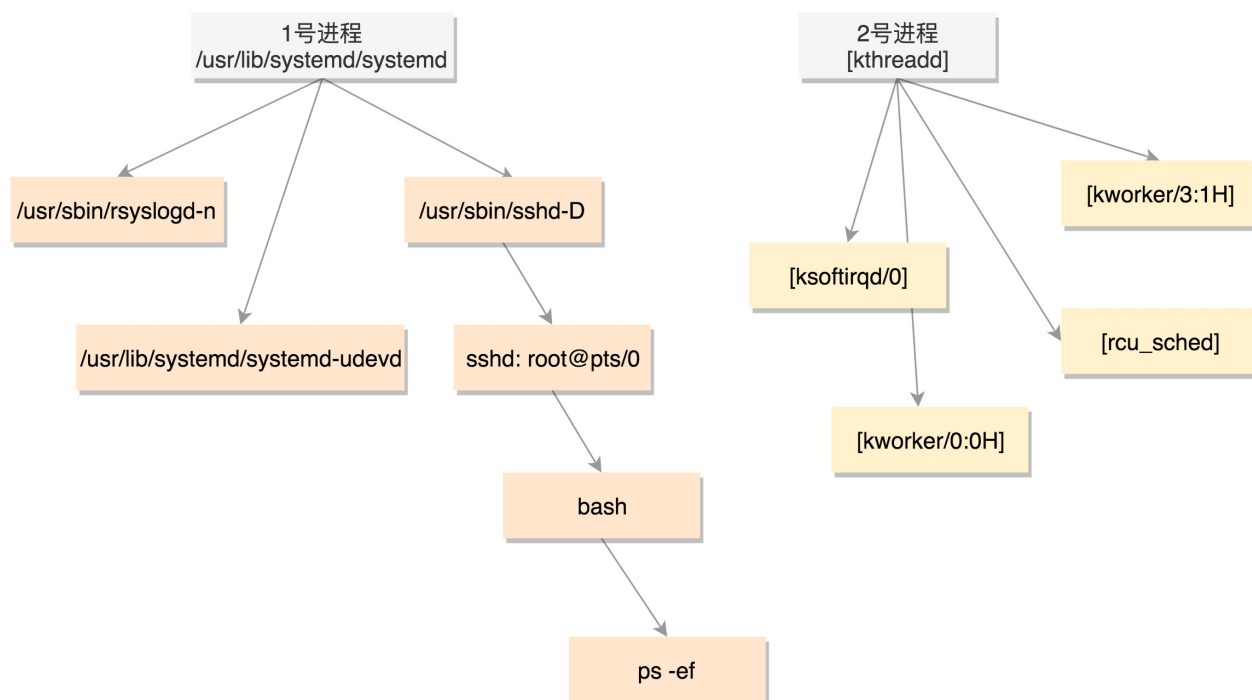 1号进程
/usr/lib/systemd/systemd
2号进程
[kthreadd]
/usr/sbin/rsyslogd-n
/usr/sbin/sshd-D
[kworker/3:1H]
[ksoftirqd/0]
/usr/lib/systemd/systemd-udevd
sshd: root@pts/0
[rcu_sched]
[kworker/0:0H]
bash
ps -ef